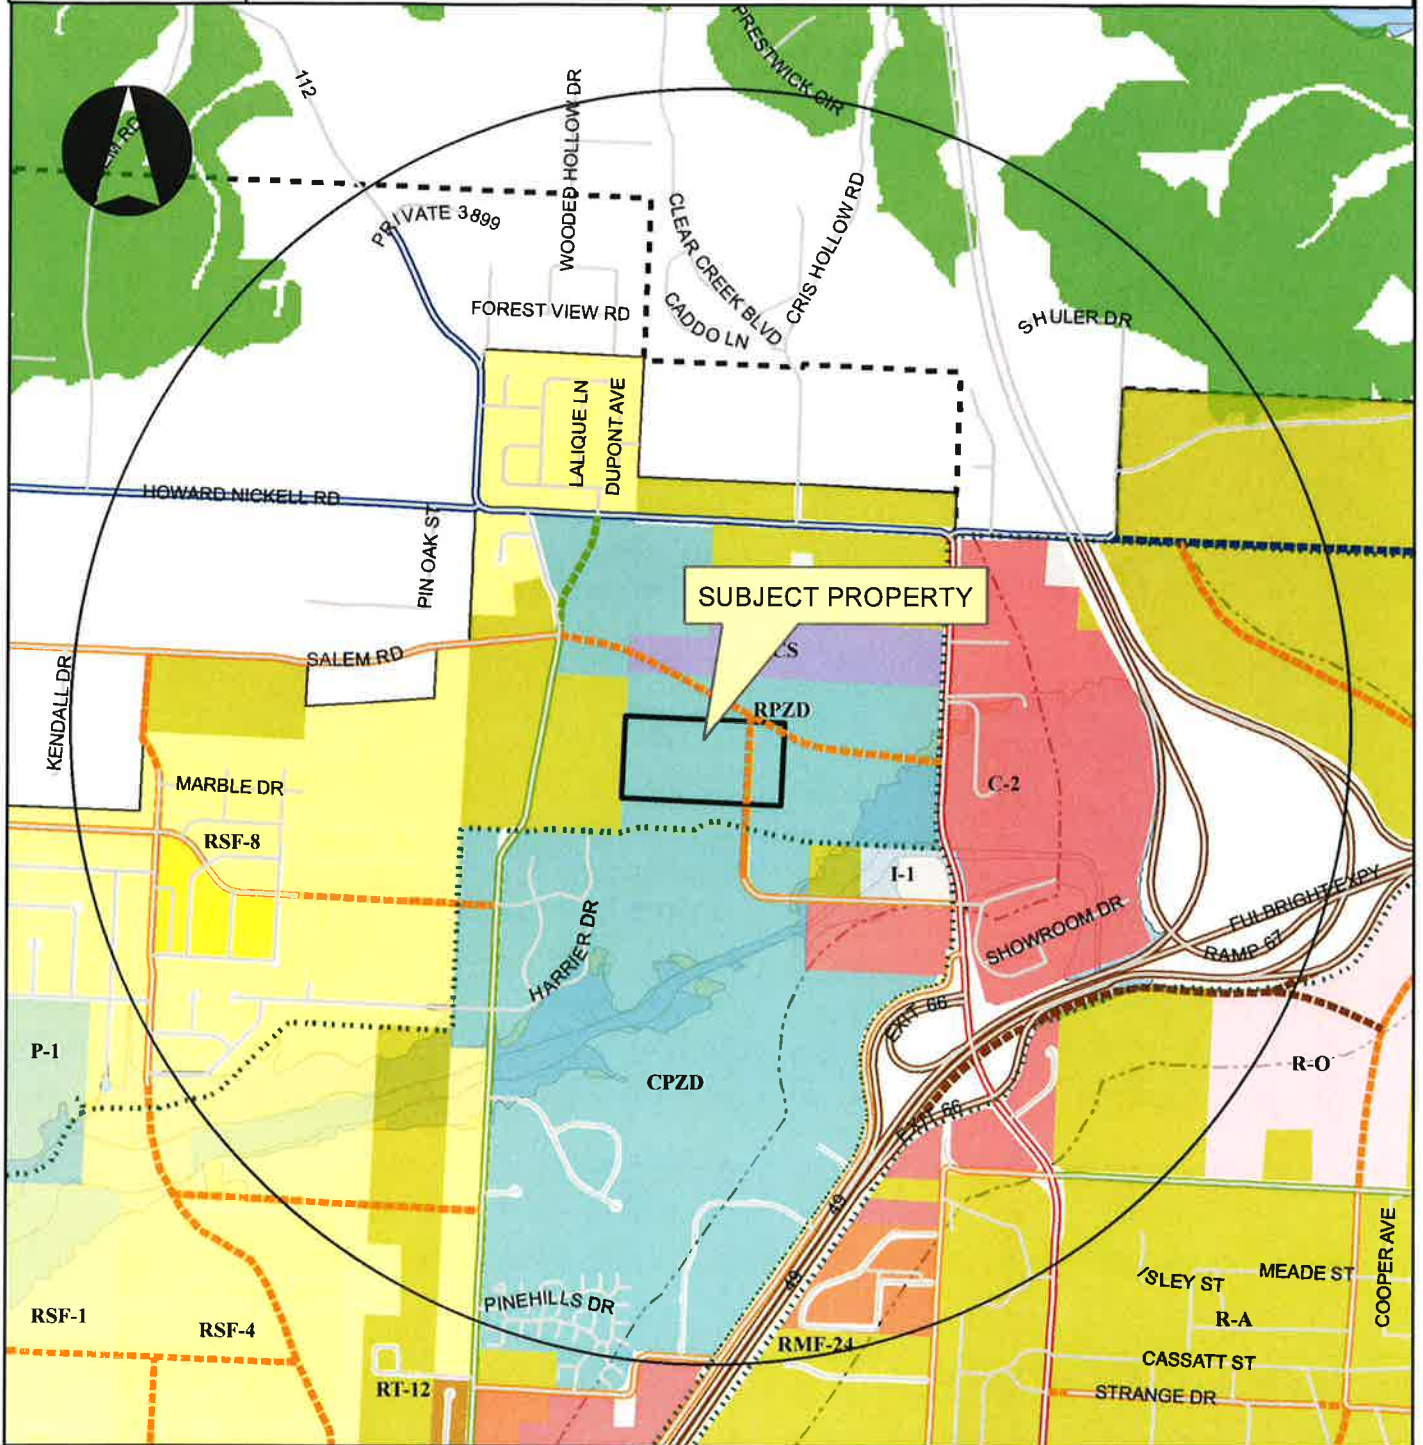 PRESTWICK CIR
112
EM RD
WOODED HOLLOW DR
PRIVATE 3899
CLEAR CREEK BLVD
CRIS HOLLOW RD
FOREST VIEW RD
CADDO LN
SHULER DR
LALIQUE LN
DUPONT AVE
HOWARD NICKELL RD
PIN OAK ST
SUBJECT PROPERTY
SALEM RD
CS
KENDALL DR
RPZD
MARBLE DR
C-2
RSF-8
I-1
HARRIER DR
SHOWROOM DR
FULBRIGHT EXPY
RAMP 67
EXIT 66
P-1
CPZD
R-O
EXIT 66
49
49
PINEHILLS DR
ISLEY ST
MEADE ST
COOPER AVE
RSF-1
RSF-4
R-A
RMF-24
CASSATT ST
RT-12
STRANGE DR